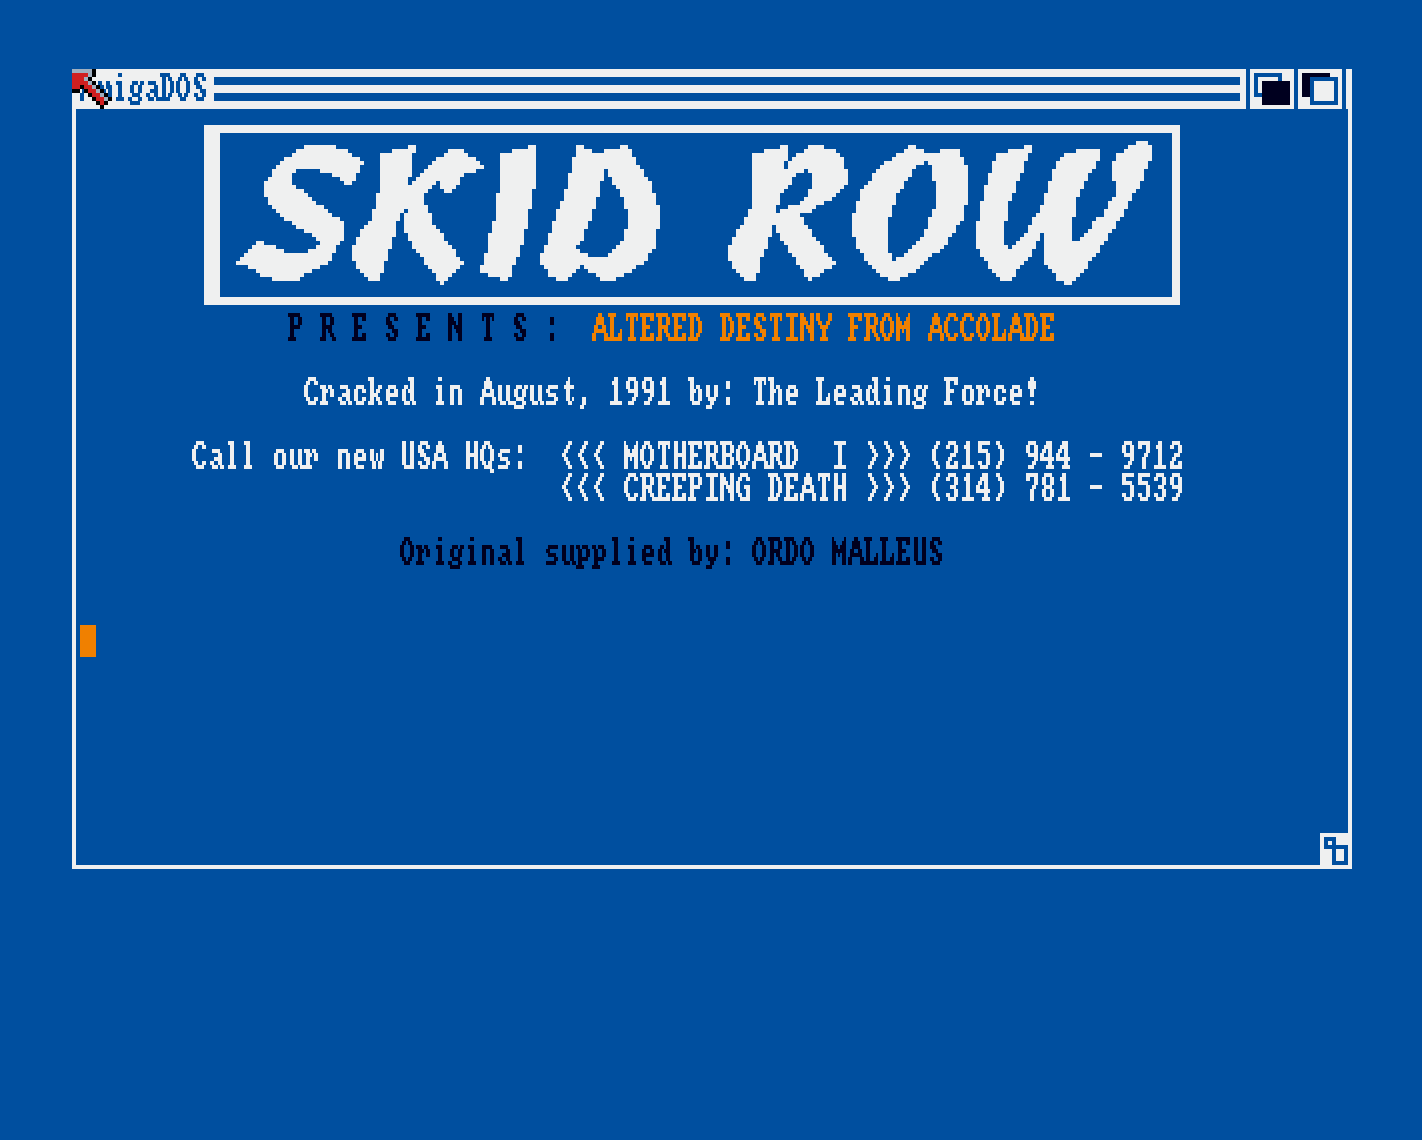 AmigaDOS
SKID ROW
P R E S E N T S : ALTERED DESTINY FROM ACCOLADE
Cracked in August, 1991 by: The Leading Force!
Call our new USA HQs: <<< MOTHERBOARD I >>> (215) 944 - 9712
<<< CREEPING DEATH >>> (314) 781 - 5539
Original supplied by: ORDO MALLEUS